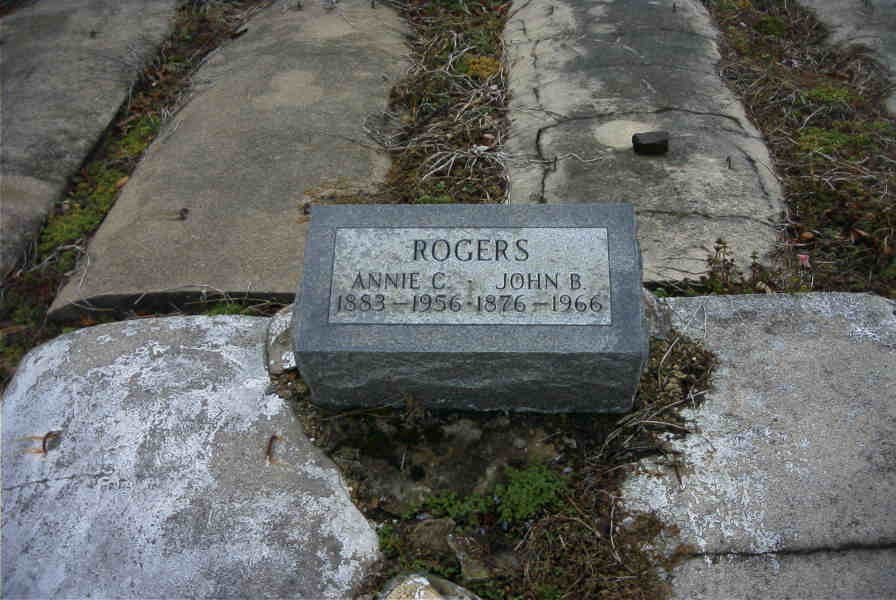 ROGERS
ANNIE C. · JOHN B.
1883–1956 · 1876–1966